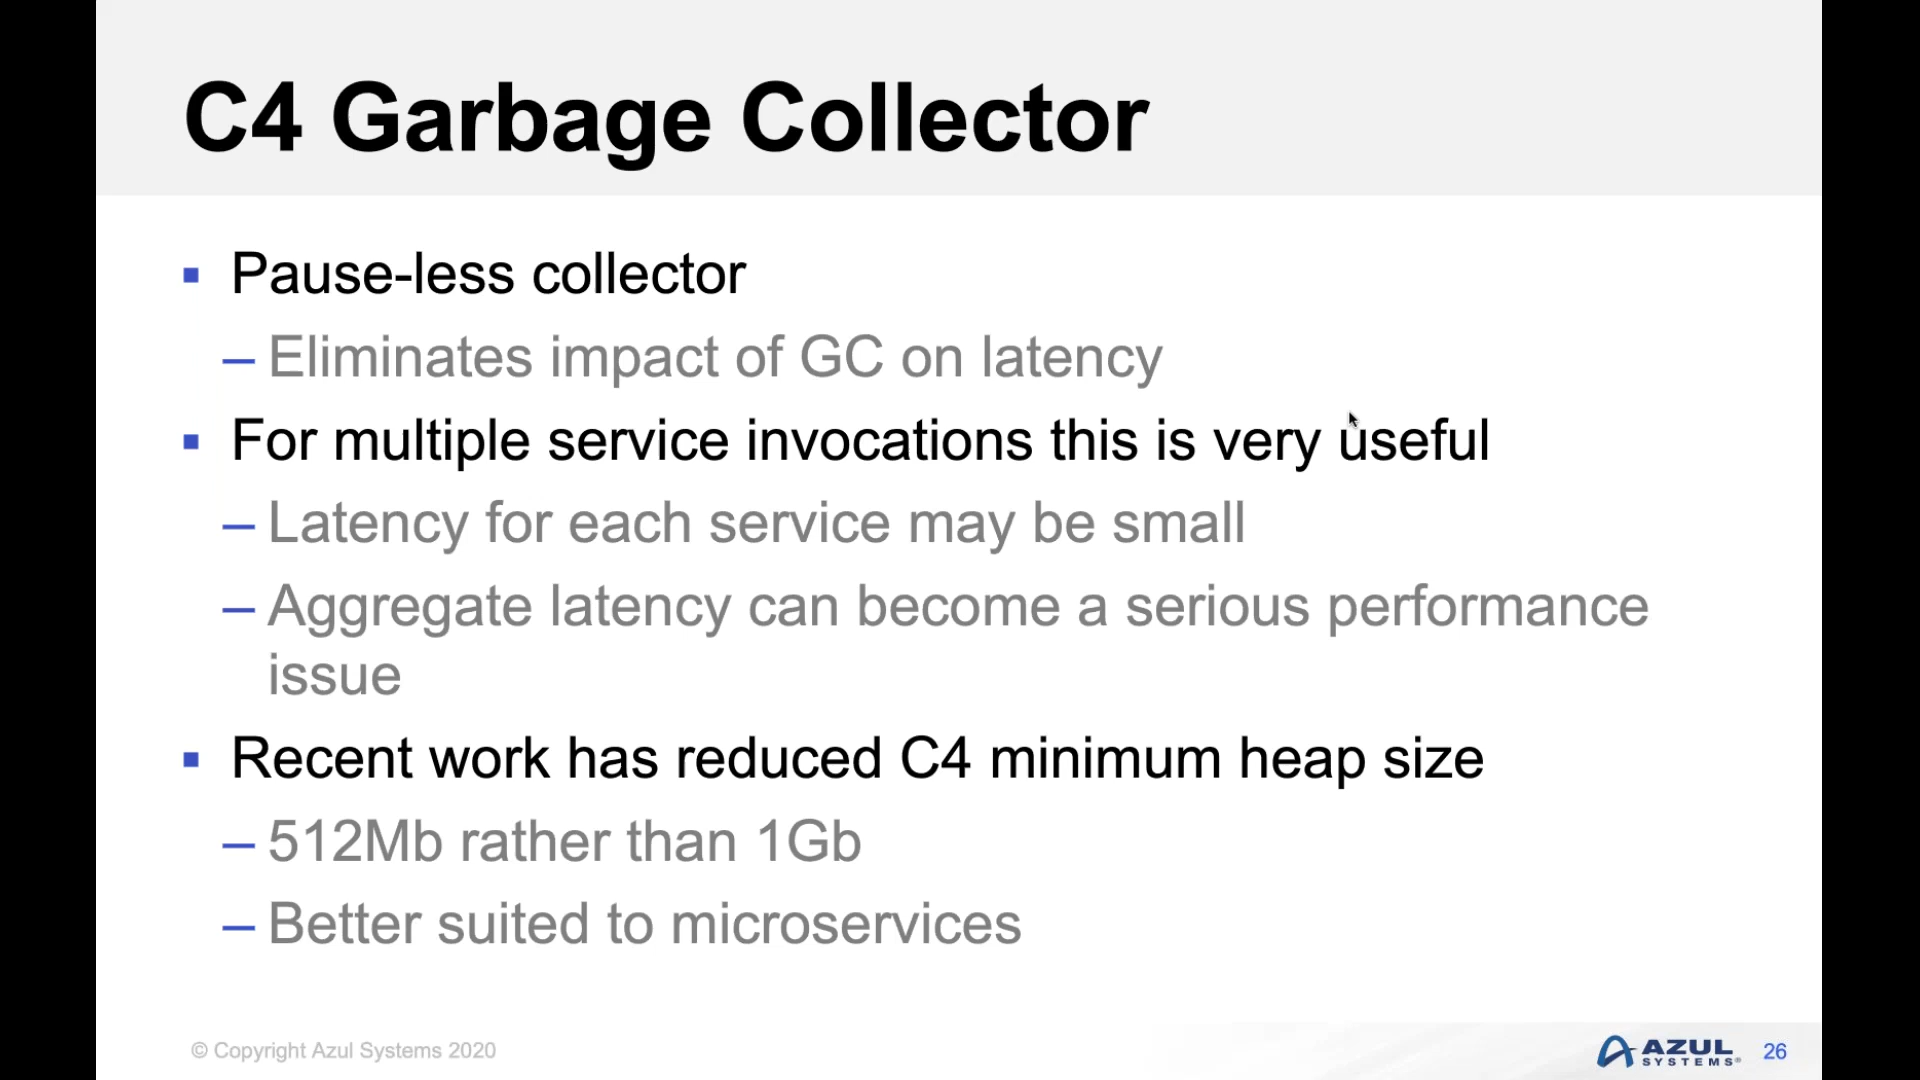 C4 Garbage Collector
▪ Pause-less collector
– Eliminates impact of GC on latency
▪ For multiple service invocations this is very useful
– Latency for each service may be small
– Aggregate latency can become a serious performance
issue
▪ Recent work has reduced C4 minimum heap size
– 512Mb rather than 1Gb
– Better suited to microservices
© Copyright Azul Systems 2020
AZUL
SYSTEMS®
26